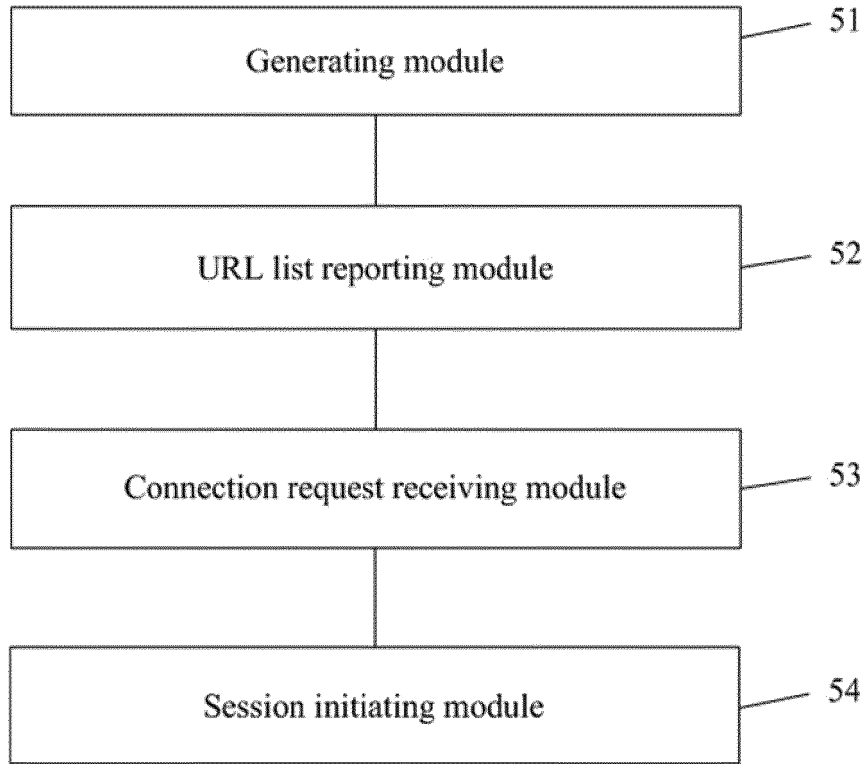 51
Generating module
52
URL list reporting module
53
Connection request receiving module
54
Session initiating module